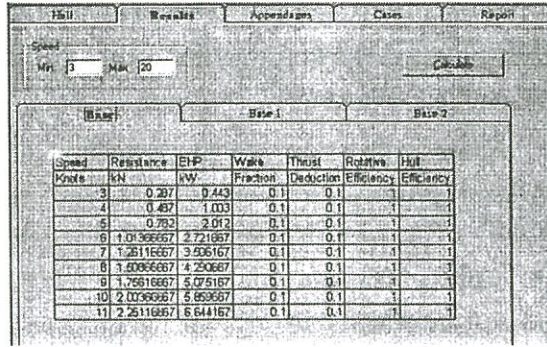 Hull Results Appendages Cases Report
Speed
Min 3 Max 20 Calculate
Base 1 Base 2
Speed Resistance EHP Wake Thrust Rotative Hull
Knots kN kW Fraction Deduction Efficiency Efficiency
3 0.287 0.443 0.1 0.1 1 1
4 0.487 1.003 0.1 0.1 1 1
5 0.782 2.012 0.1 0.1 1 1
6 1.01366667 2.721667 0.1 0.1 1 1
7 1.26116667 3.506167 0.1 0.1 1 1
8 1.50866667 4.290667 0.1 0.1 1 1
9 1.75616667 5.075167 0.1 0.1 1 1
10 2.00366667 5.859667 0.1 0.1 1 1
11 2.25116667 6.644167 0.1 0.1 1 1